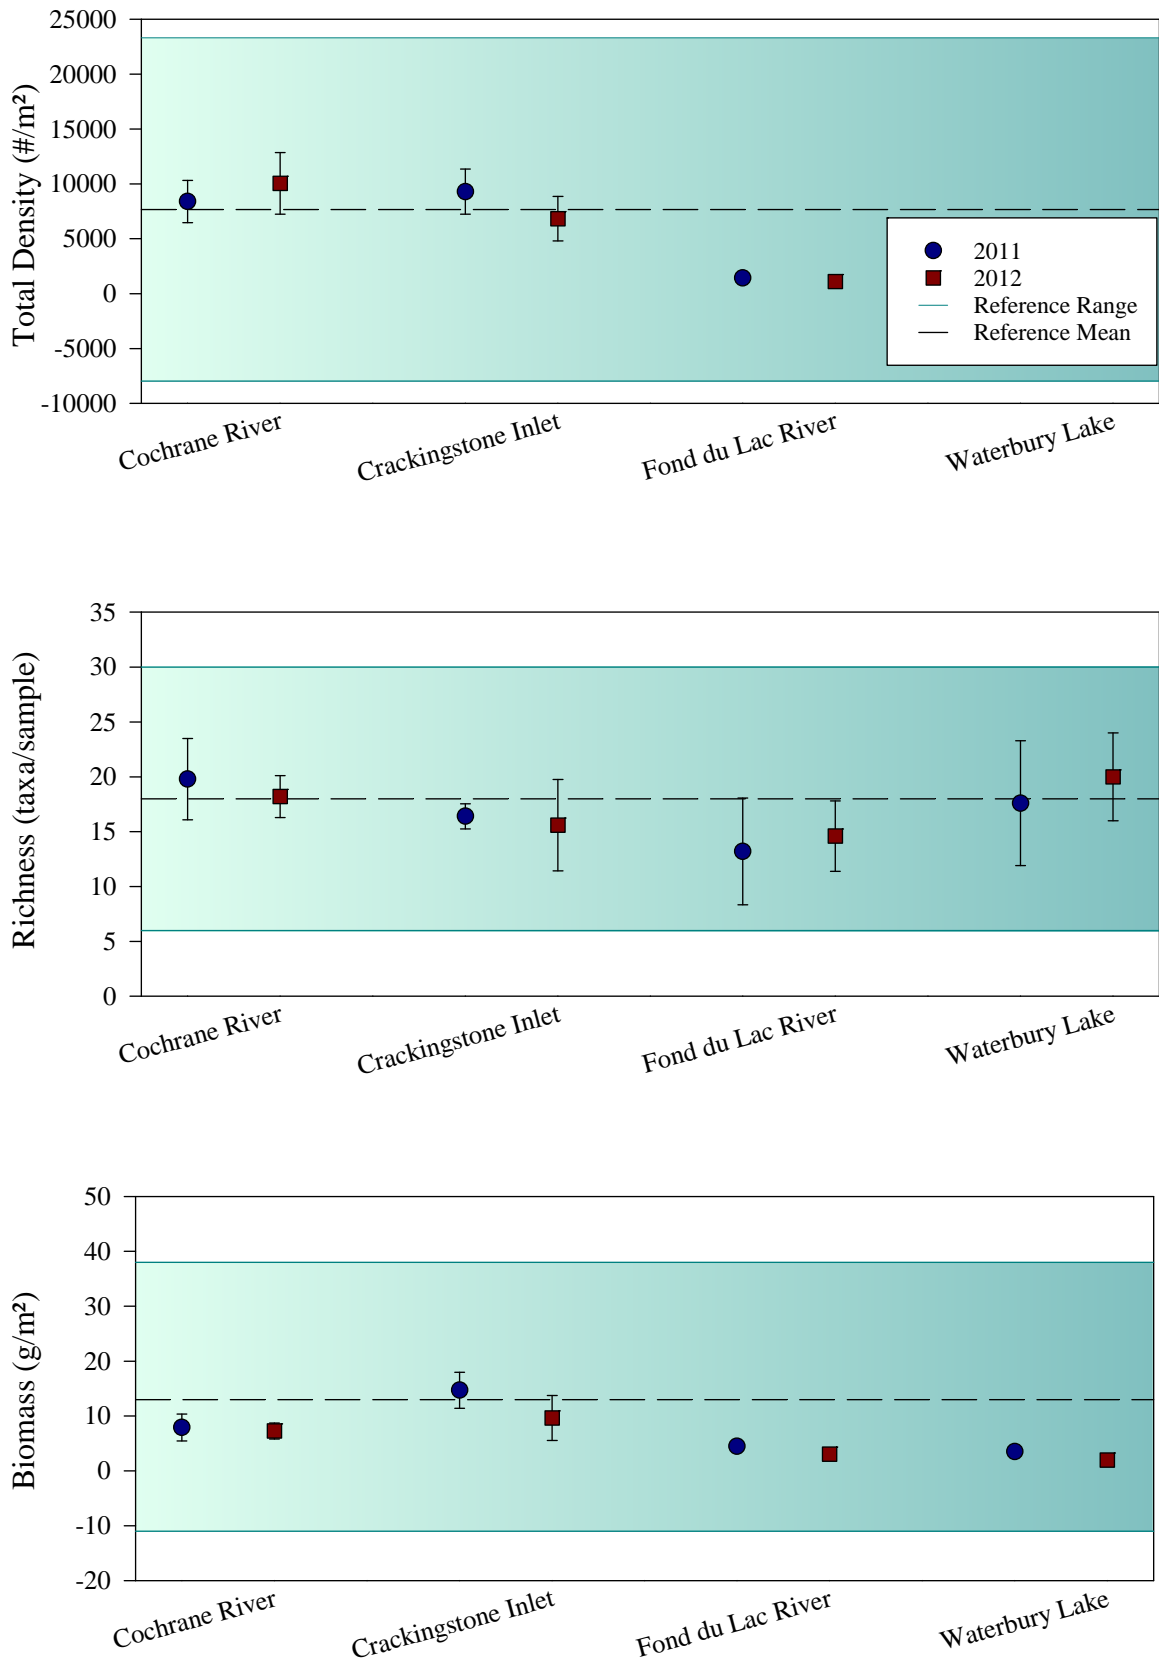 Total Density (#/m²)
25000
20000
15000
10000
5000
0
-5000
-10000
2011
2012
Reference Range
Reference Mean
Cochrane River
Crackingstone Inlet
Fond du Lac River
Waterbury Lake
Richness (taxa/sample)
35
30
25
20
15
10
5
0
Cochrane River
Crackingstone Inlet
Fond du Lac River
Waterbury Lake
Biomass (g/m²)
50
40
30
20
10
0
-10
-20
Cochrane River
Crackingstone Inlet
Fond du Lac River
Waterbury Lake